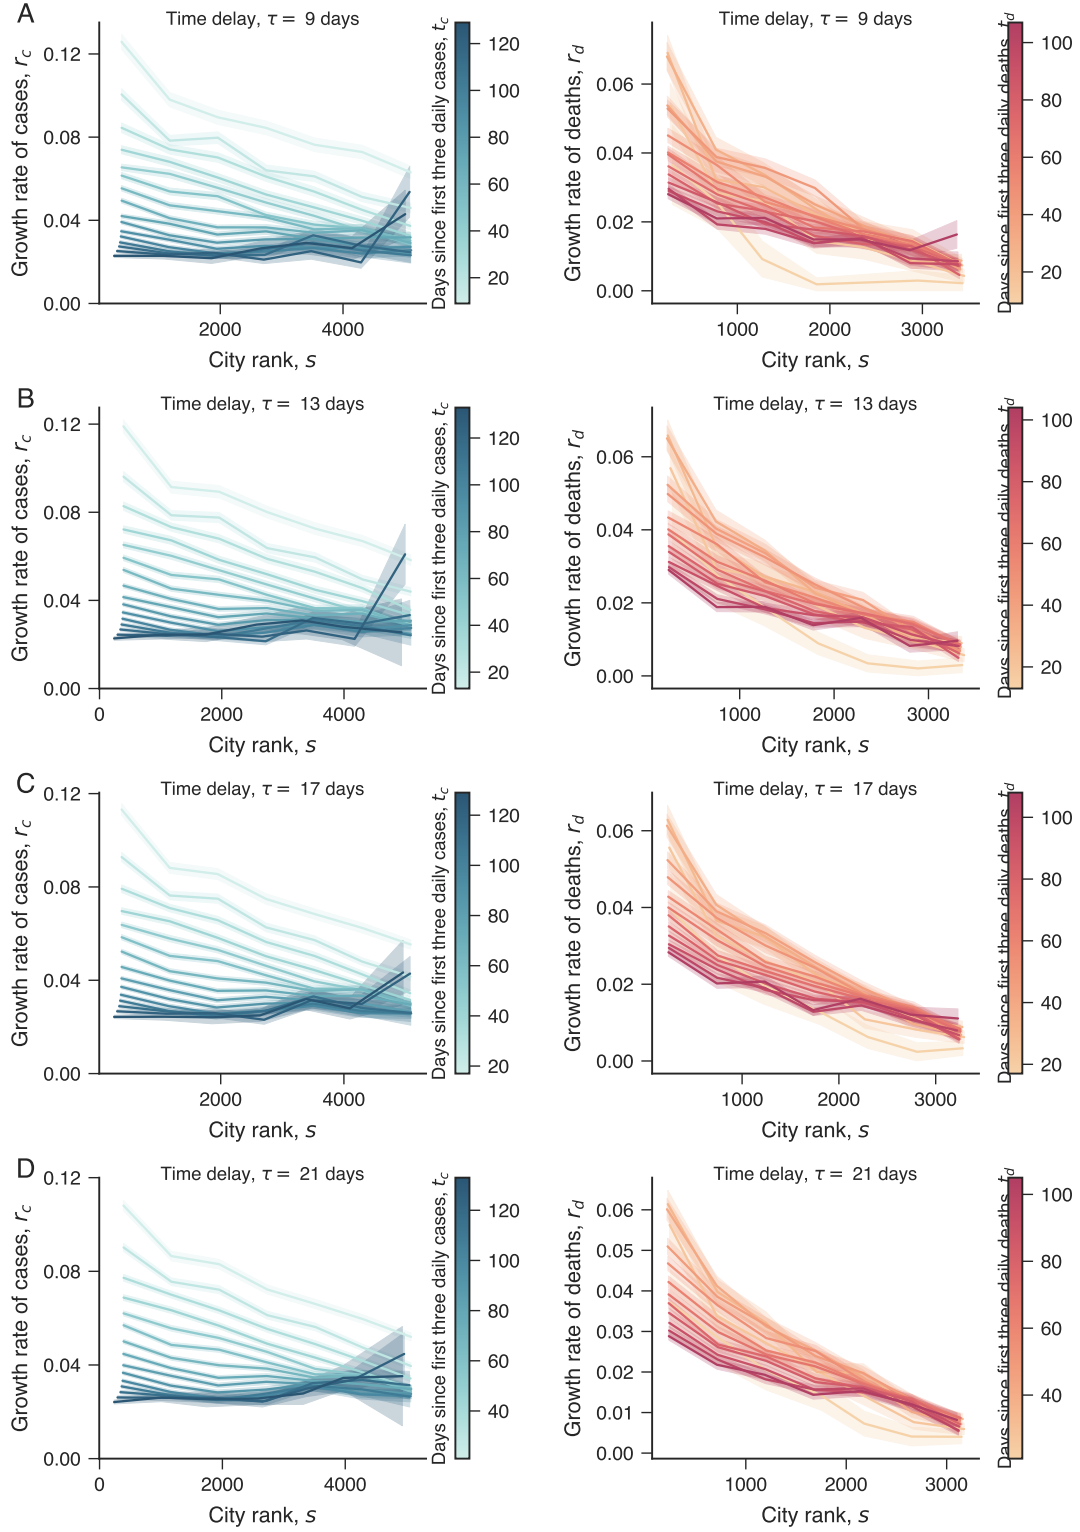 A
Time delay, τ = 9 days
Growth rate of cases, r_c
0.12
0.08
0.04
0.00
2000
4000
City rank, s
Days since first three daily cases, t_c
120
100
80
60
40
20
Time delay, τ = 9 days
Growth rate of deaths, r_d
0.06
0.04
0.02
0.00
1000
2000
3000
City rank, s
Days since first three daily deaths, t_d
100
80
60
40
20
B
Time delay, τ = 13 days
Growth rate of cases, r_c
0.12
0.08
0.04
0.00
0
2000
4000
City rank, s
Days since first three daily cases, t_c
120
100
80
60
40
20
Time delay, τ = 13 days
Growth rate of deaths, r_d
0.06
0.04
0.02
0.00
1000
2000
3000
City rank, s
Days since first three daily deaths, t_d
100
80
60
40
20
C
Time delay, τ = 17 days
Growth rate of cases, r_c
0.12
0.08
0.04
0.00
2000
4000
City rank, s
Days since first three daily cases, t_c
120
100
80
60
40
20
Time delay, τ = 17 days
Growth rate of deaths, r_d
0.06
0.04
0.02
0.00
1000
2000
3000
City rank, s
Days since first three daily deaths, t_d
100
80
60
40
20
D
Time delay, τ = 21 days
Growth rate of cases, r_c
0.12
0.08
0.04
0.00
0
2000
4000
City rank, s
Days since first three daily cases, t_c
120
100
80
60
40
Time delay, τ = 21 days
Growth rate of deaths, r_d
0.06
0.05
0.04
0.03
0.02
0.01
0.00
1000
2000
3000
City rank, s
Days since first three daily deaths, t_d
100
80
60
40